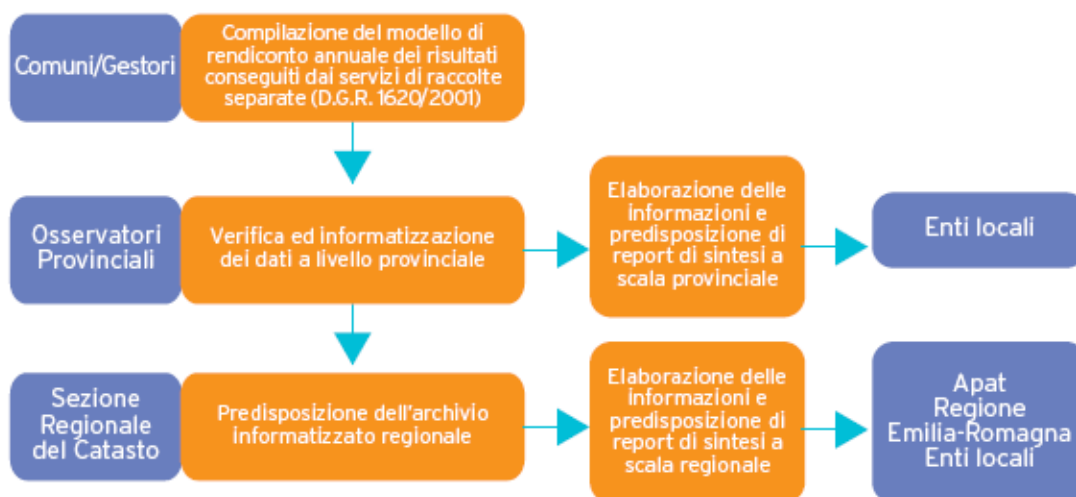 Comuni/Gestori
Compilazione del modello di
rendiconto annuale dei risultati
conseguiti dai servizi di raccolte
separate (D.G.R. 1620/2001)
Osservatori
Provinciali
Verifica ed informatizzazione
dei dati a livello provinciale
Elaborazione delle
informazioni e
predisposizione di
report di sintesi a
scala provinciale
Enti locali
Sezione
Regionale
del Catasto
Predisposizione dell'archivio
informatizzato regionale
Elaborazione delle
informazioni e
predisposizione di
report di sintesi a
scala regionale
Apat
Regione
Emilia-Romagna
Enti locali